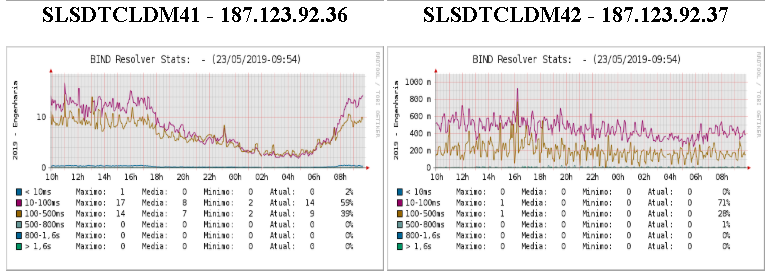 SLSDTCLDM41 - 187.123.92.36
BIND Resolver Stats: - (23/05/2019-09:54)
RRDTOOL / TOBI OETIKER
2019 - Engenharia
10
0
10h 12h 14h 16h 18h 20h 22h 00h 02h 04h 06h 08h
< 10ms Maximo: 1 Media: 0 Minimo: 0 Atual: 0 2%
10-100ms Maximo: 17 Media: 8 Minimo: 2 Atual: 14 59%
100-500ms Maximo: 14 Media: 7 Minimo: 2 Atual: 9 39%
500-800ms Maximo: 0 Media: 0 Minimo: 0 Atual: 0 0%
800-1,6s Maximo: 0 Media: 0 Minimo: 0 Atual: 0 0%
> 1,6s Maximo: 0 Media: 0 Minimo: 0 Atual: 0 0%
SLSDTCLDM42 - 187.123.92.37
BIND Resolver Stats: - (23/05/2019-09:54)
RRDTOOL / TOBI OETIKER
2019 - Engenharia
1000 m
800 m
600 m
400 m
200 m
0
10h 12h 14h 16h 18h 20h 22h 00h 02h 04h 06h 08h
< 10ms Maximo: 0 Media: 0 Minimo: 0 Atual: 0 0%
10-100ms Maximo: 1 Media: 0 Minimo: 0 Atual: 0 71%
100-500ms Maximo: 1 Media: 0 Minimo: 0 Atual: 0 28%
500-800ms Maximo: 0 Media: 0 Minimo: 0 Atual: 0 1%
800-1,6s Maximo: 0 Media: 0 Minimo: 0 Atual: 0 0%
> 1,6s Maximo: 0 Media: 0 Minimo: 0 Atual: 0 0%